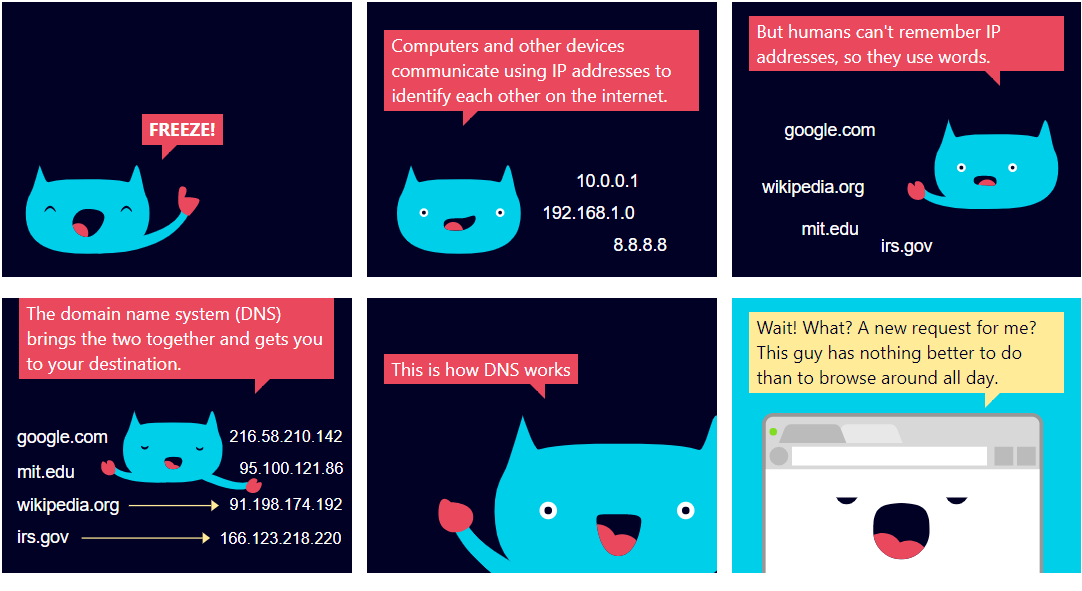 FREEZE!
Computers and other devices
communicate using IP addresses to
identify each other on the internet.
10.0.0.1
192.168.1.0
8.8.8.8
But humans can't remember IP
addresses, so they use words.
google.com
wikipedia.org
mit.edu
irs.gov
The domain name system (DNS)
brings the two together and gets you
to your destination.
google.com 216.58.210.142
mit.edu 95.100.121.86
wikipedia.org 91.198.174.192
irs.gov 166.123.218.220
This is how DNS works
Wait! What? A new request for me?
This guy has nothing better to do
than to browse around all day.